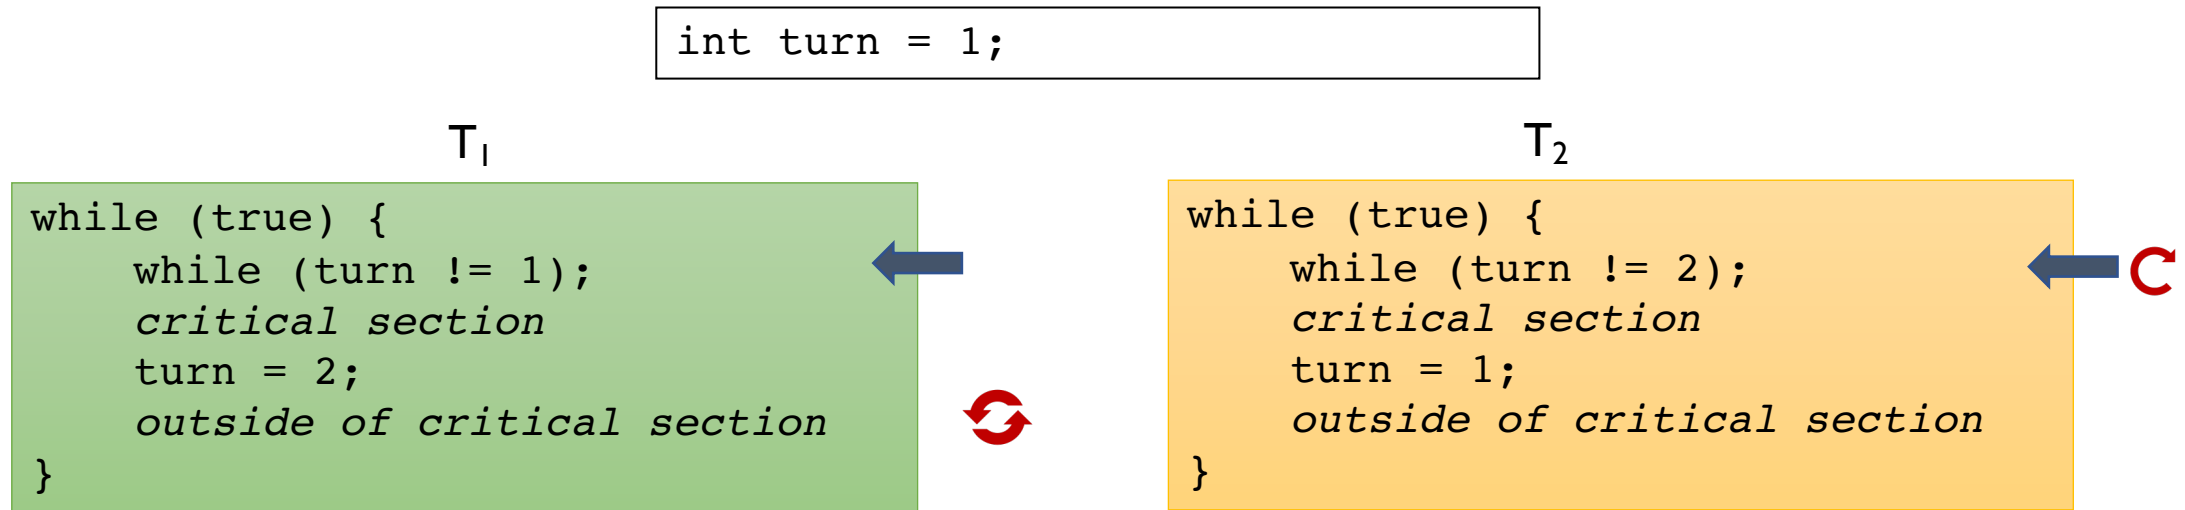 int turn = 1;
T1
while (true) {
    while (turn != 1);
    critical section
    turn = 2;
    outside of critical section
}
T2
while (true) {
    while (turn != 2);
    critical section
    turn = 1;
    outside of critical section
}